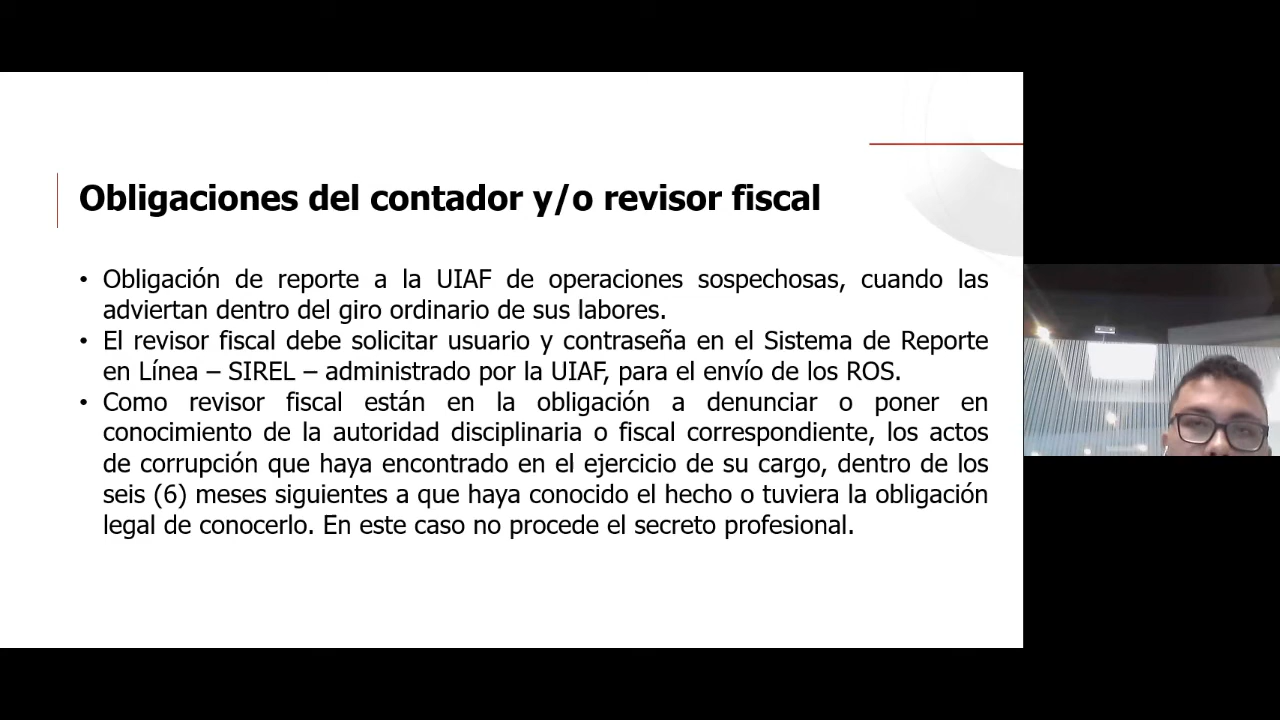 Obligaciones del contador y/o revisor fiscal
• Obligación de reporte a la UIAF de operaciones sospechosas, cuando las
adviertan dentro del giro ordinario de sus labores.
• El revisor fiscal debe solicitar usuario y contraseña en el Sistema de Reporte
en Línea – SIREL – administrado por la UIAF, para el envío de los ROS.
• Como revisor fiscal están en la obligación a denunciar o poner en
conocimiento de la autoridad disciplinaria o fiscal correspondiente, los actos
de corrupción que haya encontrado en el ejercicio de su cargo, dentro de los
seis (6) meses siguientes a que haya conocido el hecho o tuviera la obligación
legal de conocerlo. En este caso no procede el secreto profesional.